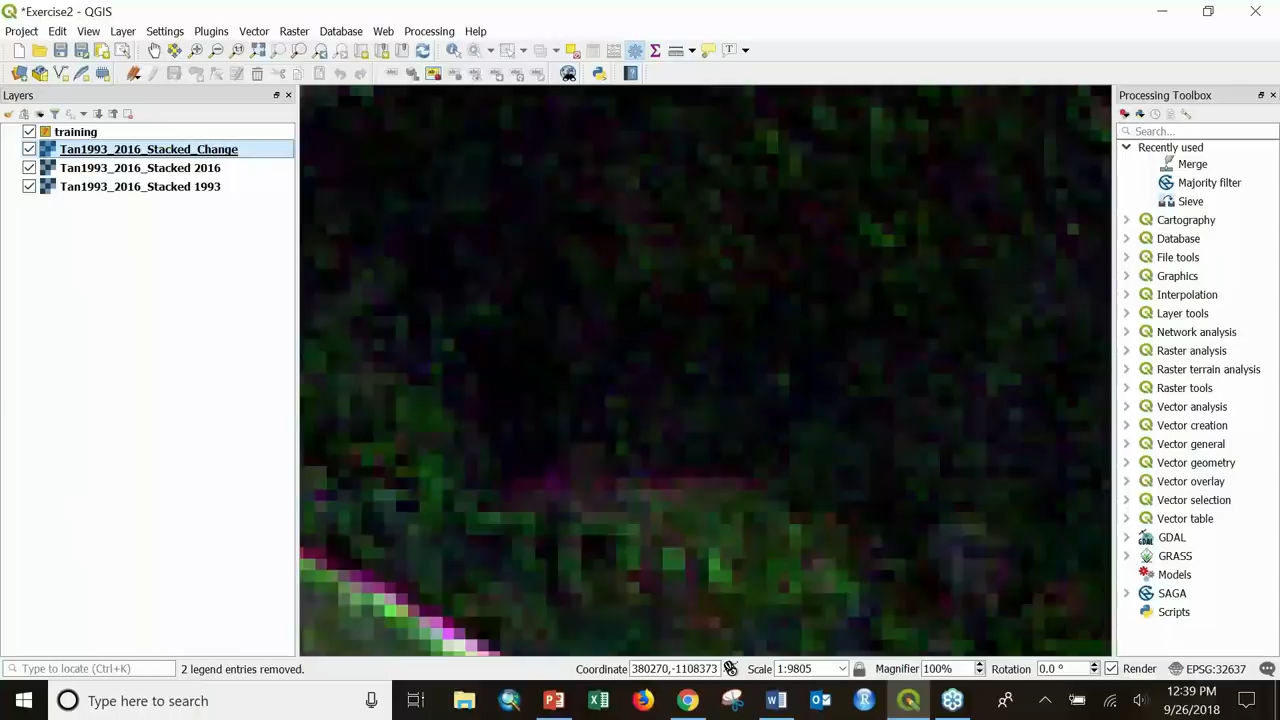 *Exercise2 - QGIS
Project Edit View Layer Settings Plugins Vector Raster Database Web Processing Help
Layers
Processing Toolbox
training
Tan1993_2016_Stacked_Change
Tan1993_2016_Stacked 2016
Tan1993_2016_Stacked 1993
Search...
Recently used
Merge
Majority filter
Sieve
Cartography
Database
File tools
Graphics
Interpolation
Layer tools
Network analysis
Raster analysis
Raster terrain analysis
Raster tools
Vector analysis
Vector creation
Vector general
Vector geometry
Vector overlay
Vector selection
Vector table
GDAL
GRASS
Models
SAGA
Scripts
Type to locate (Ctrl+K) 2 legend entries removed. Coordinate 380270,-1108373 Scale 1:9805 Magnifier 100% Rotation 0.0 ° Render EPSG:32637
Type here to search
12:39 PM
9/26/2018